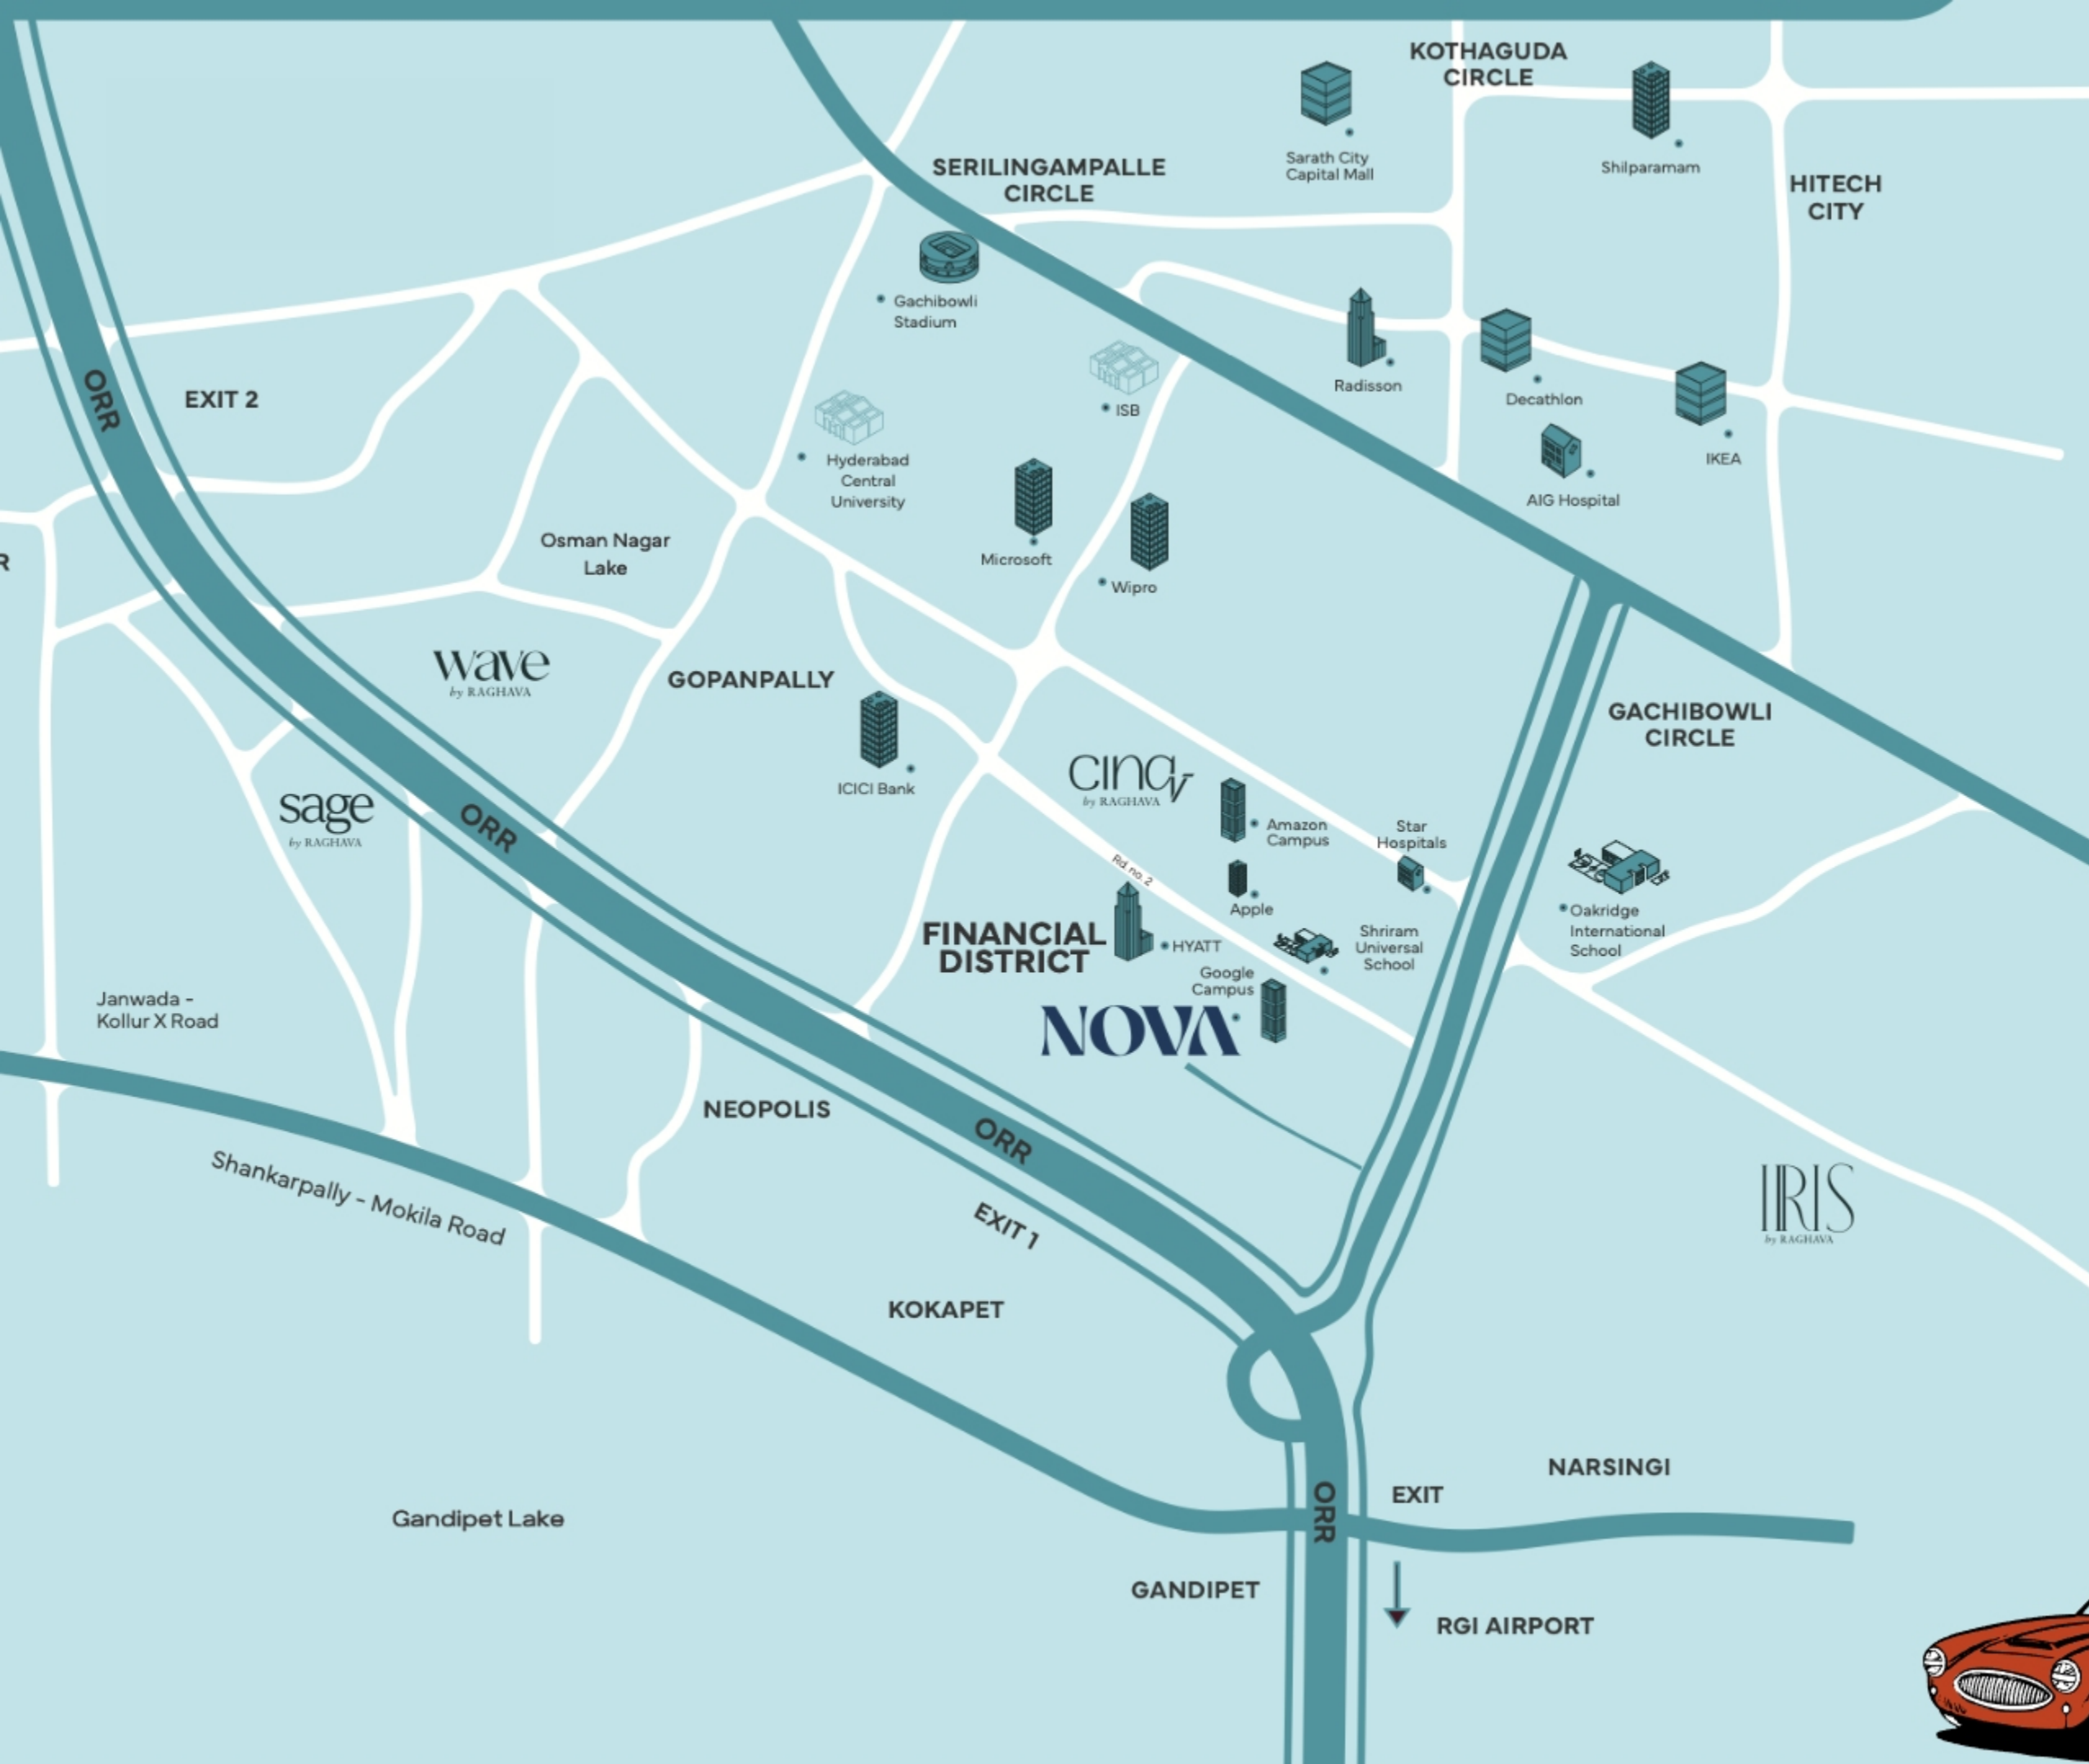 KOTHAGUDA
CIRCLE
Sarath City
Capital Mall
Shilparamam
SERILINGAMPALLE
CIRCLE
HITECH
CITY
Gachibowli
Stadium
ISB
Radisson
Decathlon
IKEA
AIG Hospital
ORR
EXIT 2
Hyderabad
Central
University
Microsoft
Wipro
Osman Nagar
Lake
R
wave
by RAGHAVA
GOPANPALLY
ICICI Bank
GACHIBOWLI
CIRCLE
cinq
by RAGHAVA
Amazon
Campus
Star
Hospitals
sage
by RAGHAVA
ORR
Rd. no. 2
Apple
Oakridge
International
School
FINANCIAL
DISTRICT
HYATT
Shriram
Universal
School
Google
Campus
NOVA
Janwada -
Kollur X Road
NEOPOLIS
ORR
Shankarpally - Mokila Road
EXIT 1
IRIS
by RAGHAVA
KOKAPET
NARSINGI
EXIT
ORR
Gandipet Lake
GANDIPET
RGI AIRPORT